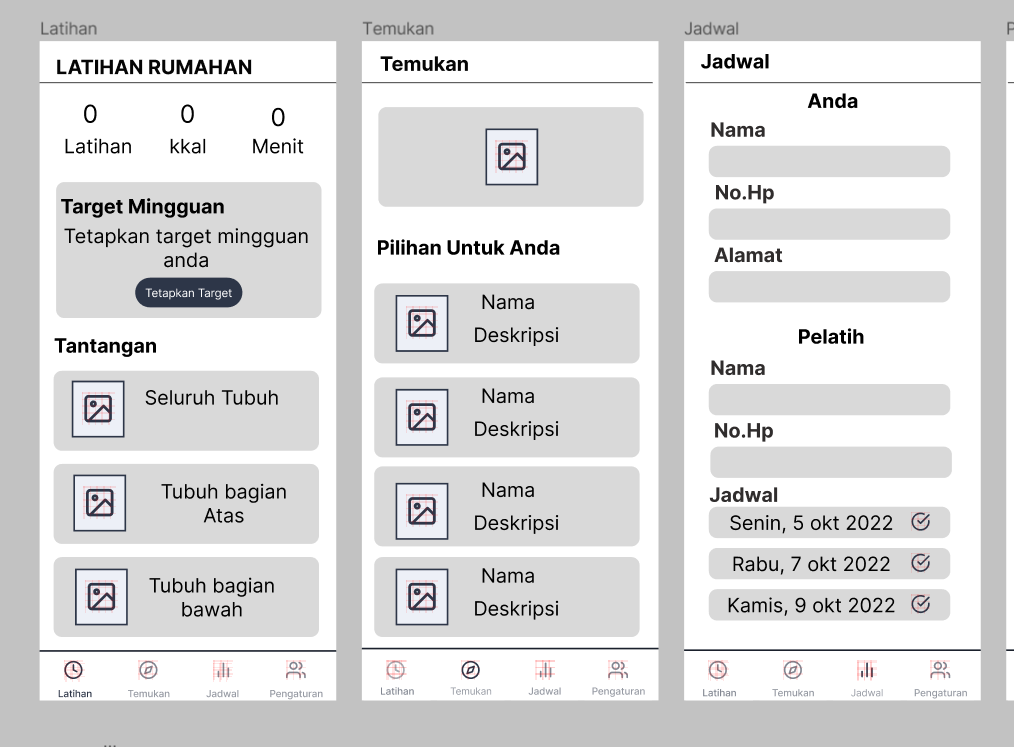 Latihan
LATIHAN RUMAHAN
0
0
0
Latihan
kkal
Menit
Target Mingguan
Tetapkan target mingguan
anda
Tetapkan Target
Tantangan
Seluruh Tubuh
Tubuh bagian
Atas
Tubuh bagian
bawah
Latihan
Temukan
Jadwal
Pengaturan
Temukan
Temukan
Pilihan Untuk Anda
Nama
Deskripsi
Nama
Deskripsi
Nama
Deskripsi
Nama
Deskripsi
Latihan
Temukan
Jadwal
Pengaturan
Jadwal
Jadwal
Anda
Nama
No.Hp
Alamat
Pelatih
Nama
No.Hp
Jadwal
Senin, 5 okt 2022
Rabu, 7 okt 2022
Kamis, 9 okt 2022
Latihan
Temukan
Jadwal
Pengaturan